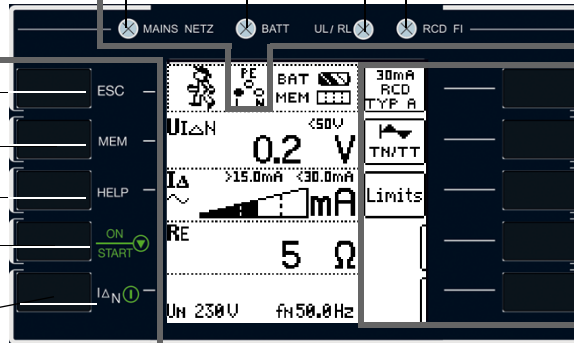 MAINS NETZ BATT UL/RL RCD FI
ESC
MEM
HELP
ON
START
IΔN
PE
N
BAT
MEM
UIΔN <50V
0.2 V
IΔ >15.0mA <30.0mA
mA
RE
5 Ω
UN 230V fN50.0Hz
30mA
RCD
TYP A
TN/TT
Limits